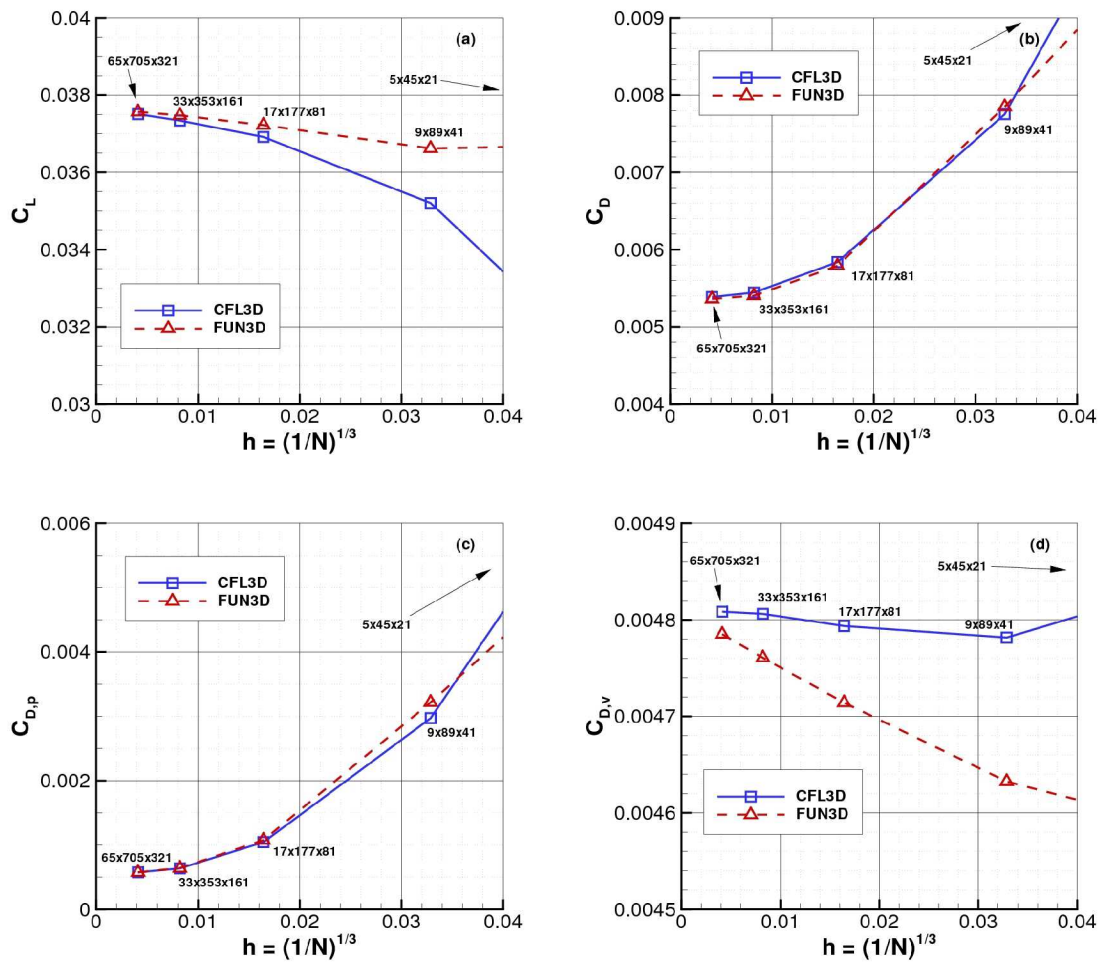 (a)
C_L
0.04
0.038
0.036
0.034
0.032
0.03
65x705x321
33x353x161
17x177x81
9x89x41
5x45x21
CFL3D
FUN3D
0
0.01
0.02
0.03
0.04
h = (1/N)^1/3
(b)
C_D
0.009
0.008
0.007
0.006
0.005
0.004
CFL3D
FUN3D
5x45x21
9x89x41
17x177x81
33x353x161
65x705x321
0
0.01
0.02
0.03
0.04
h = (1/N)^1/3
(c)
C_D,p
0.006
0.004
0.002
0
CFL3D
FUN3D
5x45x21
9x89x41
17x177x81
65x705x321
33x353x161
0
0.01
0.02
0.03
0.04
h = (1/N)^1/3
(d)
C_D,v
0.0049
0.0048
0.0047
0.0046
0.0045
65x705x321
33x353x161
17x177x81
9x89x41
5x45x21
CFL3D
FUN3D
0
0.01
0.02
0.03
0.04
h = (1/N)^1/3